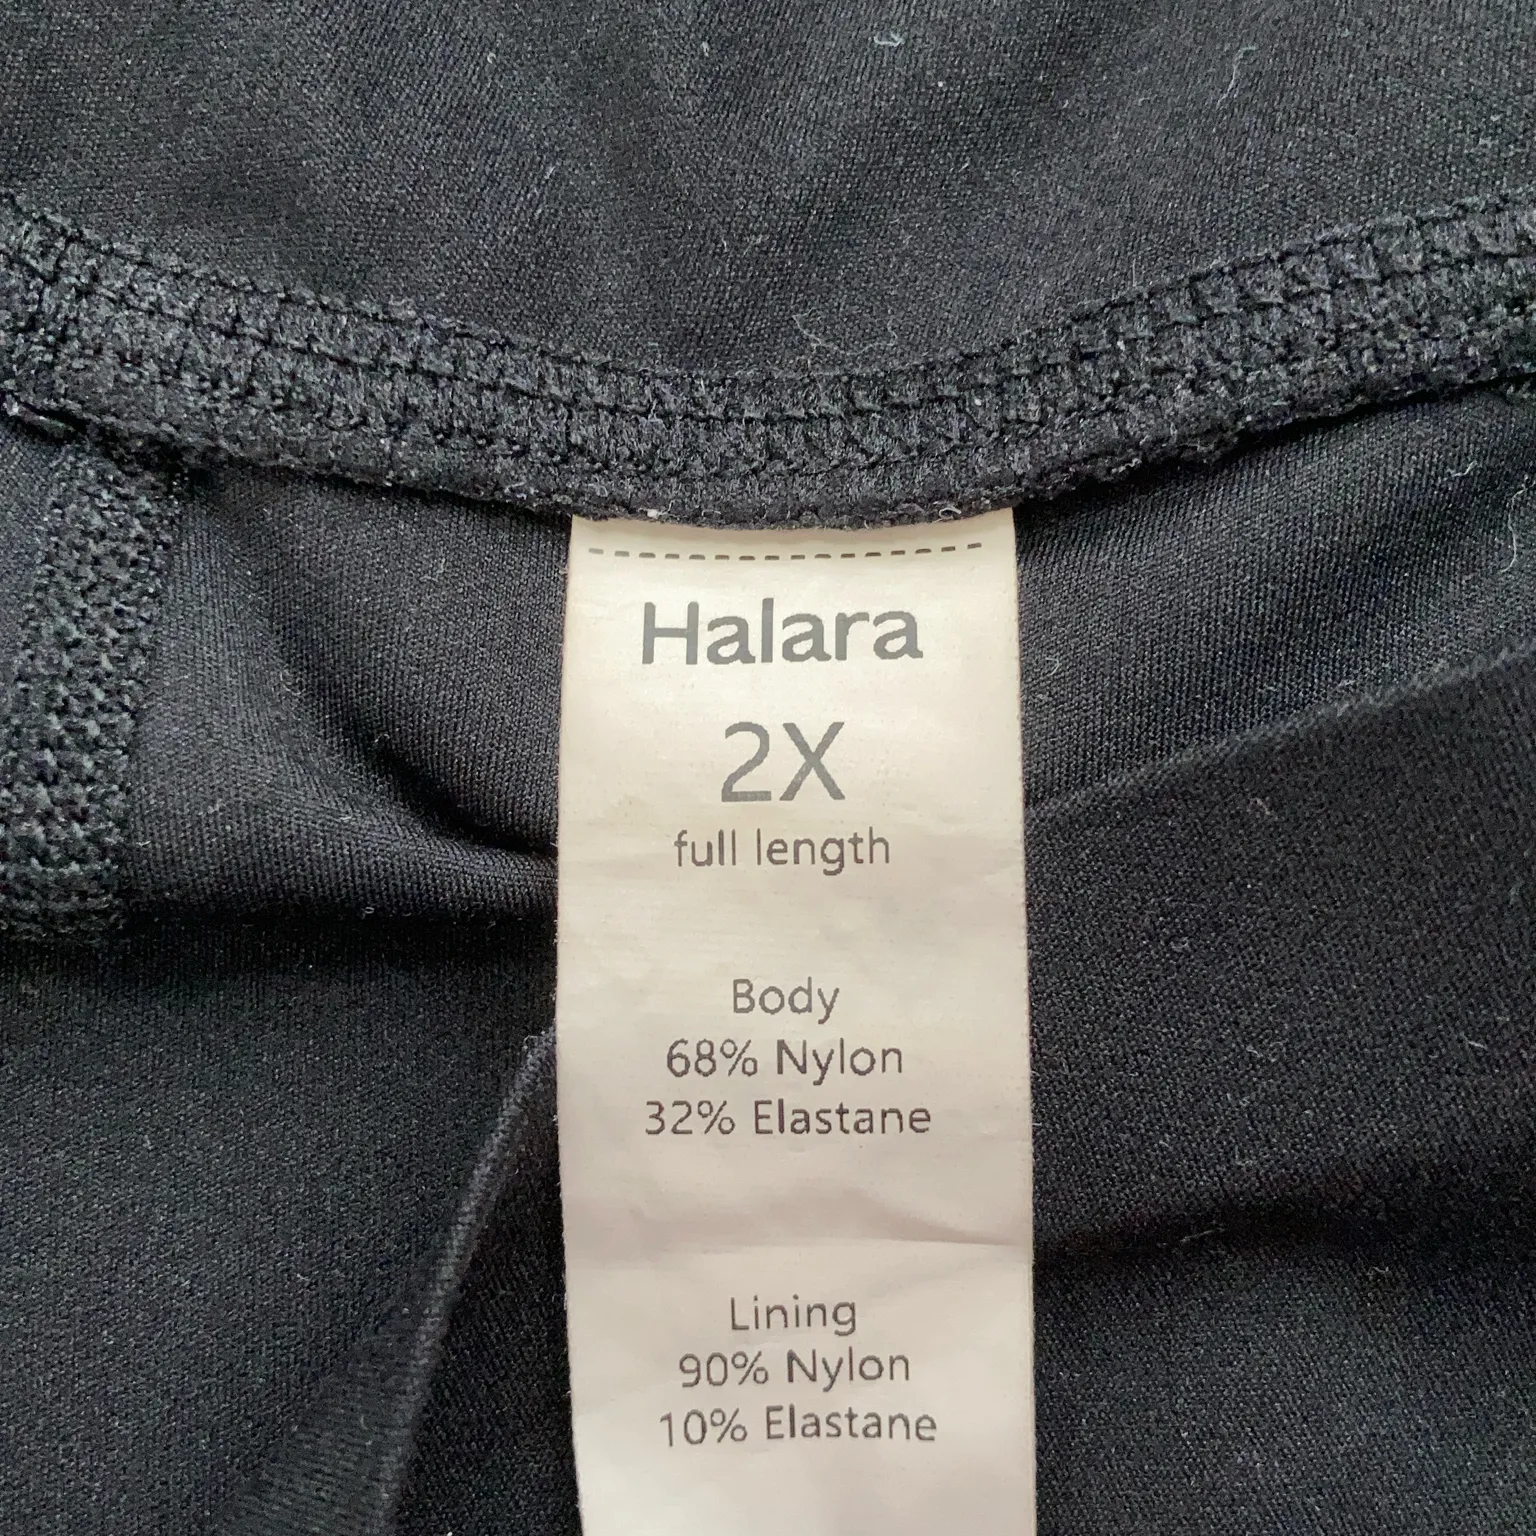 Halara
2X
full length
Body
68% Nylon
32% Elastane
Lining
90% Nylon
10% Elastane